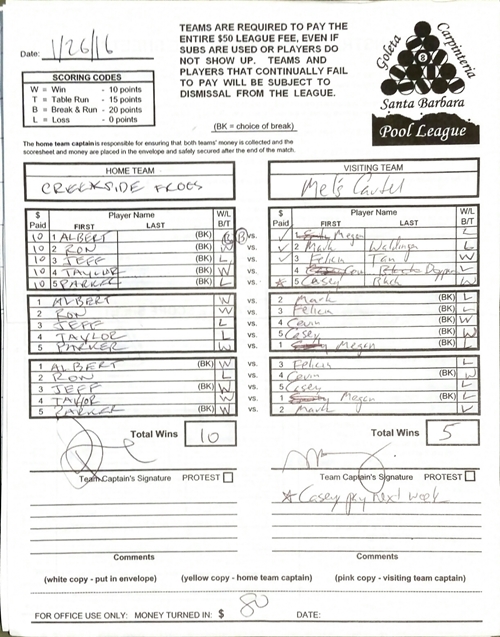 Date: 1/26/16
TEAMS ARE REQUIRED TO PAY THE
ENTIRE $50 LEAGUE FEE, EVEN IF
SUBS ARE USED OR PLAYERS DO
NOT SHOW UP. TEAMS AND
PLAYERS THAT CONTINUALLY FAIL
TO PAY WILL BE SUBJECT TO
DISMISSAL FROM THE LEAGUE.
(BK = choice of break)
Goleta
Carpinteria
8
Santa Barbara
Pool League
SCORING CODES
W = Win - 10 points
T = Table Run - 15 points
B = Break & Run - 20 points
L = Loss - 0 points
The home team captain is responsible for ensuring that both teams' money is collected and the
scoresheet and money are placed in the envelope and safely secured after the end of the match.
HOME TEAM
CREEKSIDE FROGS
VISITING TEAM
Mel's Cartel
$ Paid Player Name FIRST LAST W/L B/T
$ Paid Player Name FIRST LAST W/L B/T
10 1 ALBERT (BK) B vs. 1 Megan L
10 2 RON W vs. ✓ 2 Mark L
10 3 JEFF (BK) L vs. ✓ 3 Felicia Tang W
10 4 TAYLOR (BK) W vs. 4 L
10 5 PARKER L vs. * 5 Casey W
1 ALBERT W vs. 2 Mark (BK) L
2 RON W vs. 3 Felicia (BK) L
3 JEFF L vs. 4 Cevin W
4 TAYLOR L vs. 5 Casey (BK) W
5 PARKER W vs. 1 Megan (BK) L
1 ALBERT (BK) W vs. 3 Felicia L
2 RON L vs. 4 Cevin (BK) W
3 JEFF (BK) W vs. 5 Casey L
4 TAYLOR W vs. 1 Megan (BK) L
5 PARKER (BK) W vs. 2 Mark L
Total Wins 10
Total Wins 5
Team Captain's Signature PROTEST
Team Captain's Signature PROTEST
* Casey pay next week
Comments
Comments
(white copy - put in envelope) (yellow copy - home team captain) (pink copy - visiting team captain)
FOR OFFICE USE ONLY: MONEY TURNED IN: $ 80 DATE: